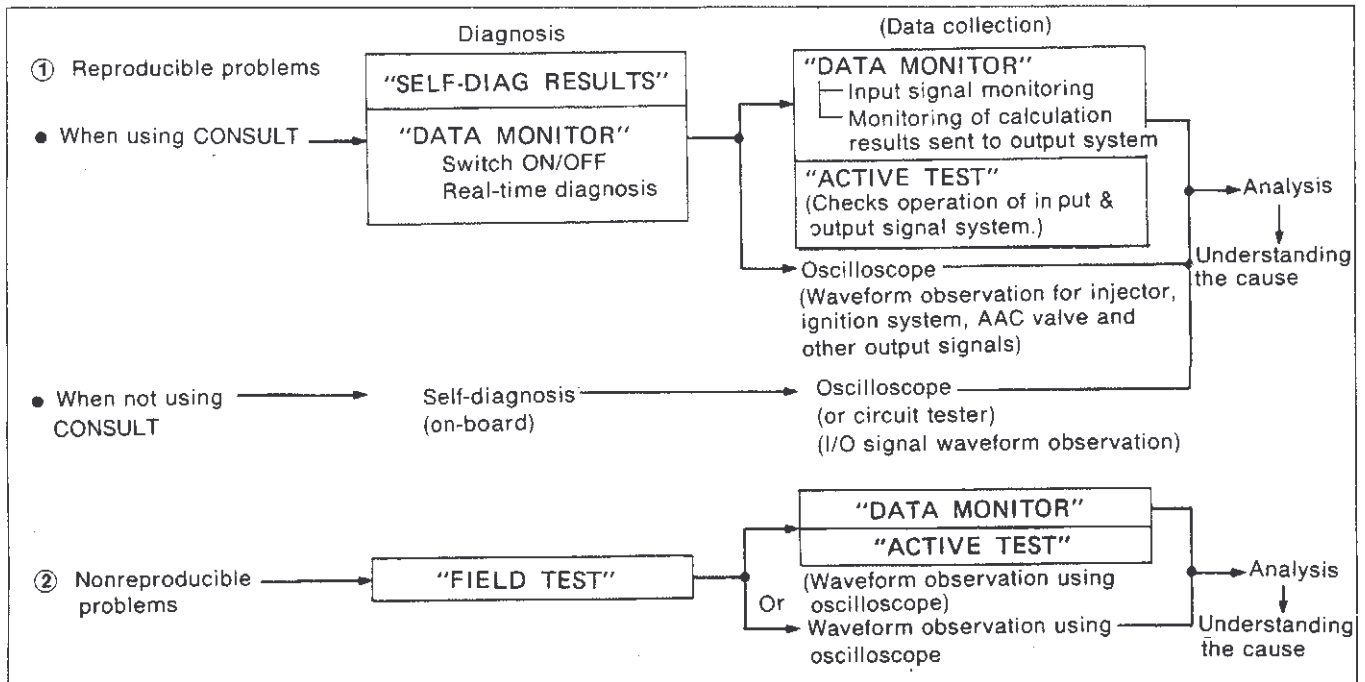 Diagnosis
(Data collection)
① Reproducible problems
● When using CONSULT
"SELF-DIAG RESULTS"
"DATA MONITOR"
Switch ON/OFF
Real-time diagnosis
"DATA MONITOR"
Input signal monitoring
Monitoring of calculation
results sent to output system
"ACTIVE TEST"
(Checks operation of input &
output signal system.)
Oscilloscope
(Waveform observation for injector,
ignition system, AAC valve and
other output signals)
Analysis
Understanding
the cause
● When not using
CONSULT
Self-diagnosis
(on-board)
Oscilloscope
(or circuit tester)
(I/O signal waveform observation)
② Nonreproducible
problems
"FIELD TEST"
"DATA MONITOR"
"ACTIVE TEST"
(Waveform observation using
oscilloscope)
Or
Waveform observation using
oscilloscope
Analysis
Understanding
the cause